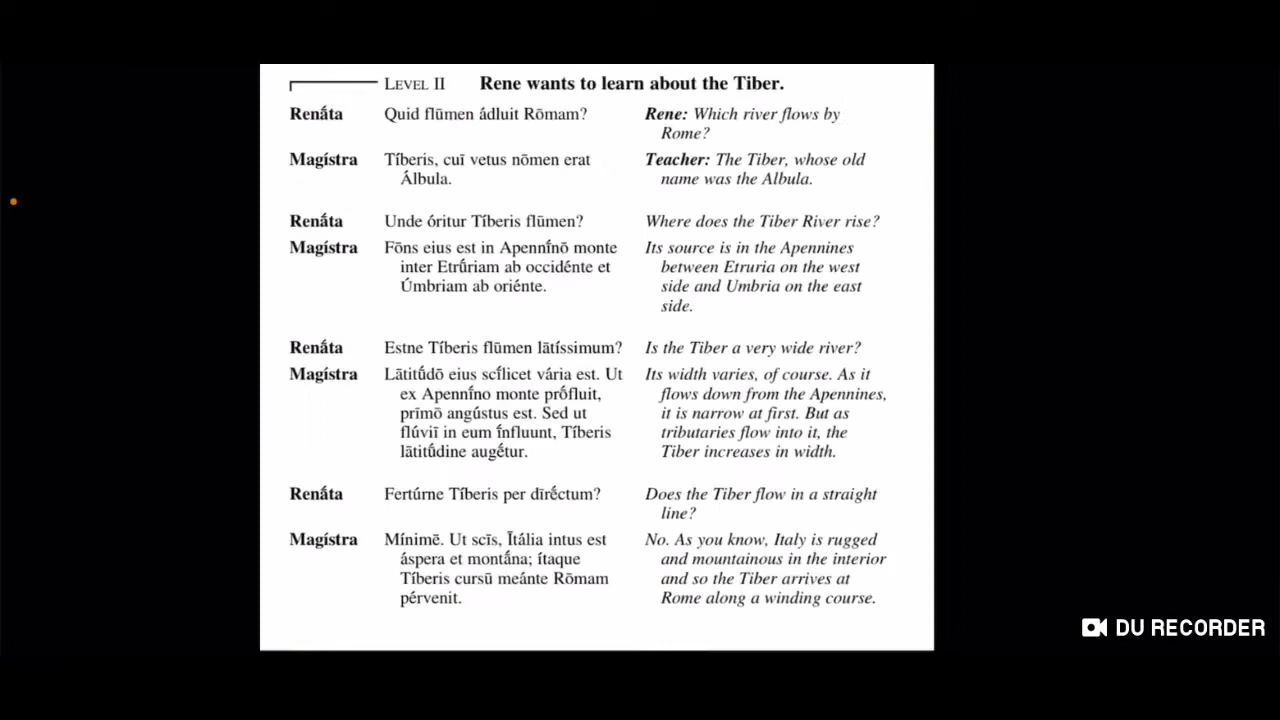 LEVEL II Rene wants to learn about the Tiber.
Renā́ta Quid flūmen ádluit Rōmam? Rene: Which river flows by
Rome?
Magístra Tíberis, cuī vetus nōmen erat Teacher: The Tiber, whose old
Álbula. name was the Albula.
Renā́ta Unde óritur Tíberis flūmen? Where does the Tiber River rise?
Magístra Fōns eius est in Apennī́nō monte Its source is in the Apennines
inter Etrū́riam ab occidénte et between Etruria on the west
Úmbriam ab oriénte. side and Umbria on the east
side.
Renā́ta Estne Tíberis flūmen lātíssimum? Is the Tiber a very wide river?
Magístra Lātitū́dō eius scī́licet vária est. Ut Its width varies, of course. As it
ex Apennī́no monte prṓfluit, flows down from the Apennines,
prīmō angústus est. Sed ut it is narrow at first. But as
flúviī in eum ī́nfluunt, Tíberis tributaries flow into it, the
lātitū́dine augḗtur. Tiber increases in width.
Renā́ta Fertúrne Tíberis per dīrḗctum? Does the Tiber flow in a straight
line?
Magístra Mínimē. Ut scīs, Ītália intus est No. As you know, Italy is rugged
áspera et montā́na; ítaque and mountainous in the interior
Tíberis cursū meánte Rōmam and so the Tiber arrives at
pérvenit. Rome along a winding course.
DU RECORDER